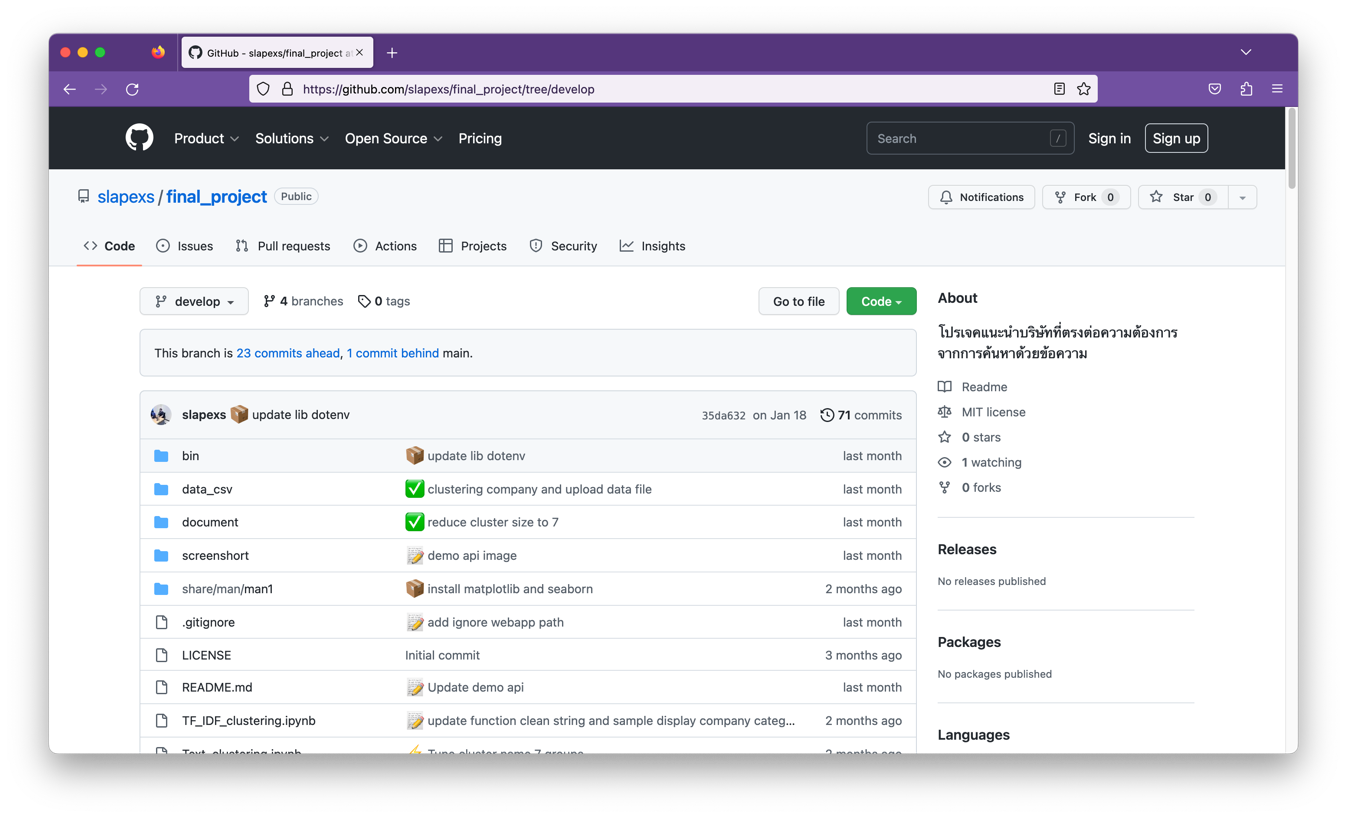 GitHub - slapexs/final_project at
https://github.com/slapexs/final_project/tree/develop
Product Solutions Open Source Pricing Search / Sign in Sign up
slapexs / final_project Public Notifications Fork 0 Star 0
Code Issues Pull requests Actions Projects Security Insights
develop 4 branches 0 tags Go to file Code
This branch is 23 commits ahead, 1 commit behind main.
slapexs update lib dotenv 35da632 on Jan 18 71 commits
bin update lib dotenv last month
data_csv clustering company and upload data file last month
document reduce cluster size to 7 last month
screenshort demo api image last month
share/man/man1 install matplotlib and seaborn 2 months ago
.gitignore add ignore webapp path last month
LICENSE Initial commit 3 months ago
README.md Update demo api last month
TF_IDF_clustering.ipynb update function clean string and sample display company categ... 2 months ago
Text_clustering.ipynb 2 months ago
About
โปรเจคแนะนำบริษัทที่ตรงต่อความต้องการ
จากการค้นหาด้วยข้อความ
Readme
MIT license
0 stars
1 watching
0 forks
Releases
No releases published
Packages
No packages published
Languages